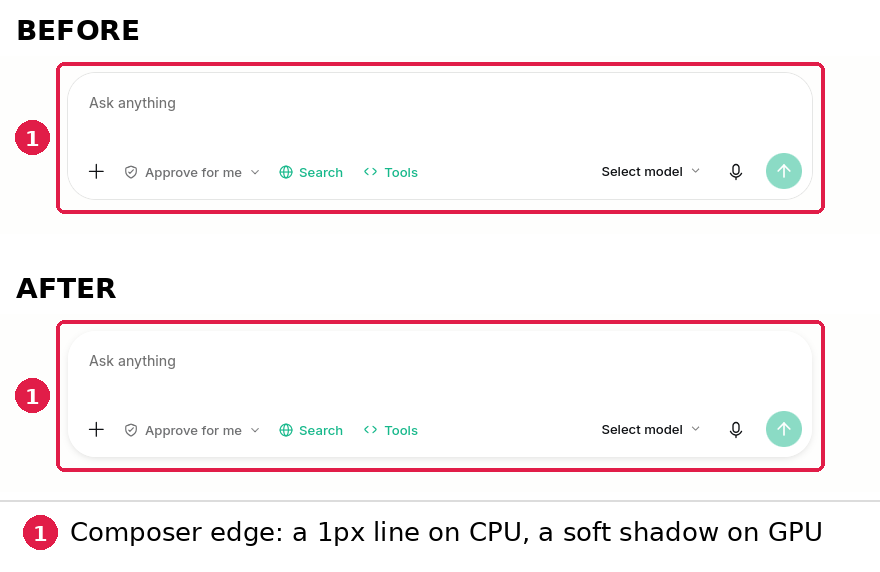 BEFORE
1
Ask anything
Approve for me Search Tools Select model
AFTER
1
Ask anything
Approve for me Search Tools Select model
1 Composer edge: a 1px line on CPU, a soft shadow on GPU